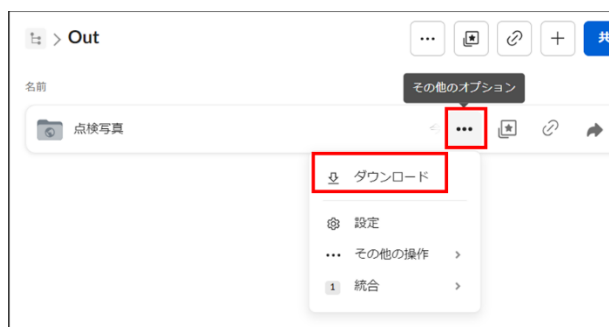 > Out
共
名前
その他のオプション
点検写真
ダウンロード
設定
その他の操作
1 統合